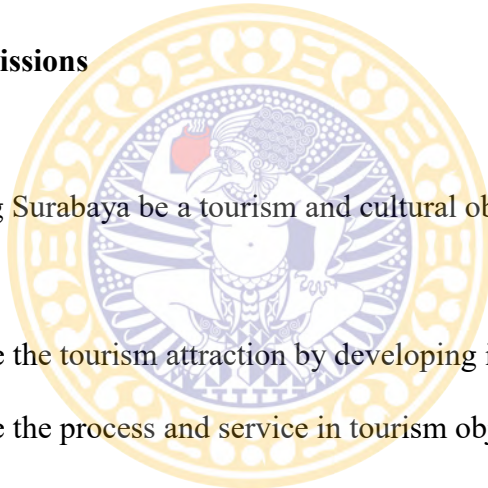 issions
g Surabaya be a tourism and cultural ob
e the tourism attraction by developing i
e the process and service in tourism obj